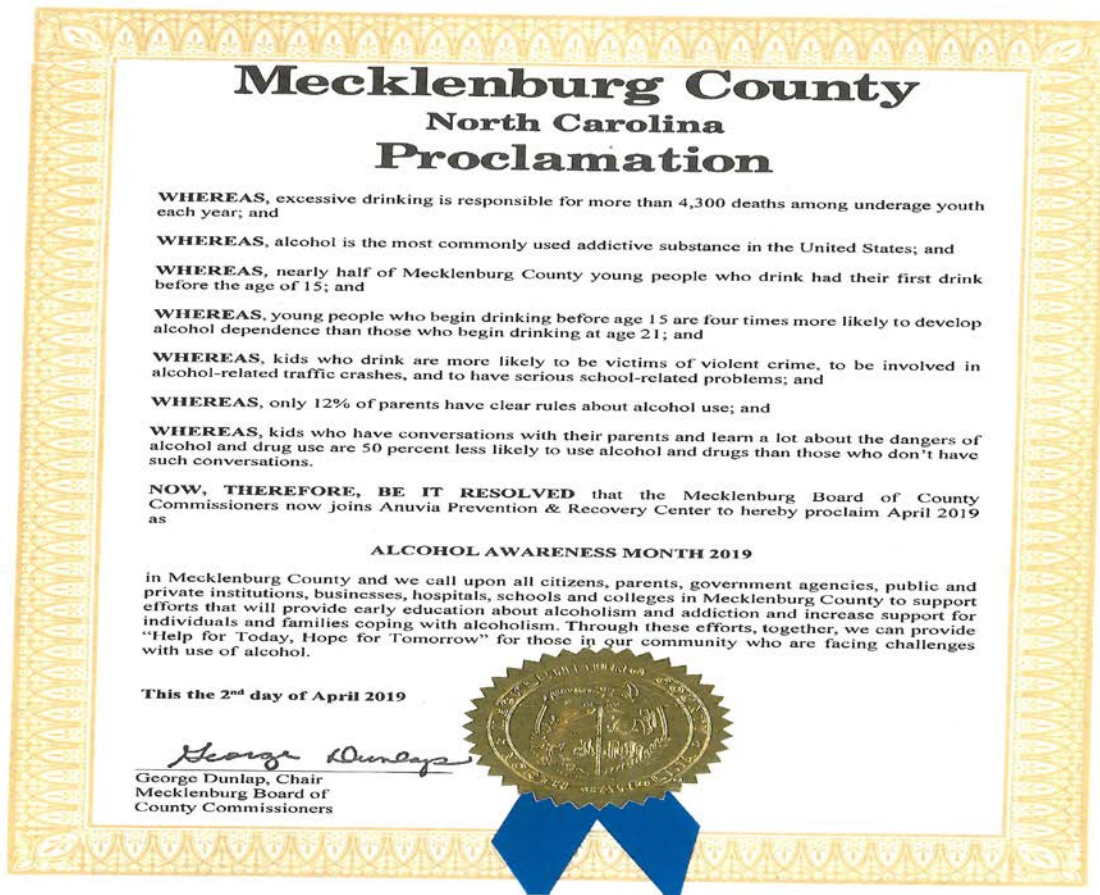 Mecklenburg County
North Carolina
Proclamation
WHEREAS, excessive drinking is responsible for more than 4,300 deaths among underage youth
each year; and
WHEREAS, alcohol is the most commonly used addictive substance in the United States; and
WHEREAS, nearly half of Mecklenburg County young people who drink had their first drink
before the age of 15; and
WHEREAS, young people who begin drinking before age 15 are four times more likely to develop
alcohol dependence than those who begin drinking at age 21; and
WHEREAS, kids who drink are more likely to be victims of violent crime, to be involved in
alcohol-related traffic crashes, and to have serious school-related problems; and
WHEREAS, only 12% of parents have clear rules about alcohol use; and
WHEREAS, kids who have conversations with their parents and learn a lot about the dangers of
alcohol and drug use are 50 percent less likely to use alcohol and drugs than those who don't have
such conversations.
NOW, THEREFORE, BE IT RESOLVED that the Mecklenburg Board of County
Commissioners now joins Anuvia Prevention & Recovery Center to hereby proclaim April 2019
as
ALCOHOL AWARENESS MONTH 2019
in Mecklenburg County and we call upon all citizens, parents, government agencies, public and
private institutions, businesses, hospitals, schools and colleges in Mecklenburg County to support
efforts that will provide early education about alcoholism and addiction and increase support for
individuals and families coping with alcoholism. Through these efforts, together, we can provide
“Help for Today, Hope for Tomorrow” for those in our community who are facing challenges
with use of alcohol.
This the 2nd day of April 2019
George Dunlap
George Dunlap, Chair
Mecklenburg Board of
County Commissioners